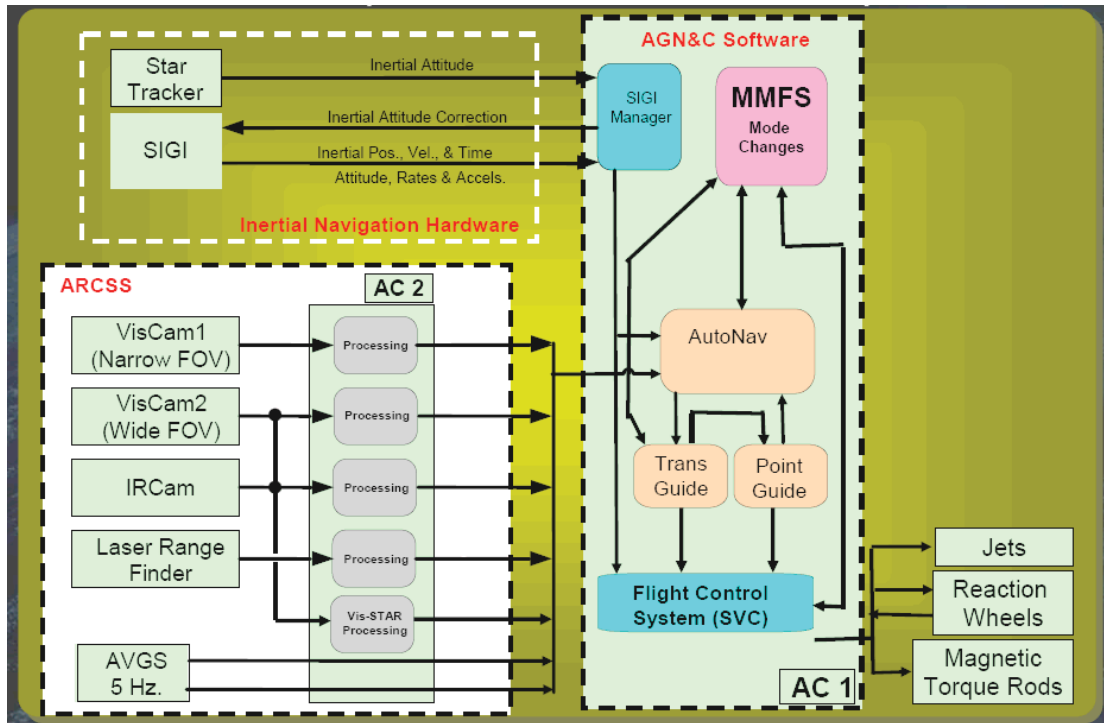 Star
Tracker
SIGI
Inertial Attitude
Inertial Attitude Correction
Inertial Pos., Vel., & Time
Attitude, Rates & Accels.
Inertial Navigation Hardware
AGN&C Software
SIGI
Manager
MMFS
Mode
Changes
AutoNav
Trans
Guide
Point
Guide
Flight Control
System (SVC)
AC 1
ARCSS
AC 2
VisCam1
(Narrow FOV)
Processing
VisCam2
(Wide FOV)
Processing
IRCam
Processing
Laser Range
Finder
Processing
Vis-STAR
Processing
AVGS
5 Hz.
Jets
Reaction
Wheels
Magnetic
Torque Rods